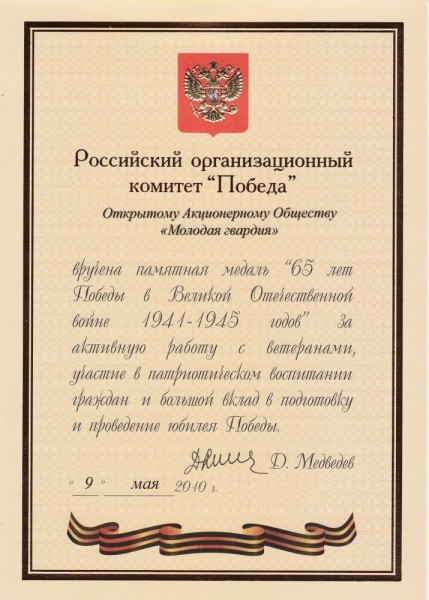 Российский организационный
комитет "Победа"
Открытому Акционерному Обществу
«Молодая гвардия»
вручена памятная медаль "65 лет
Победы в Великой Отечественной
войне 1941-1945 годов" за
активную работу с ветеранами,
участие в патриотическом воспитании
граждан и большой вклад в подготовку
и проведение юбилея Победы.
Д. Медведев
"9" мая 2010 г.